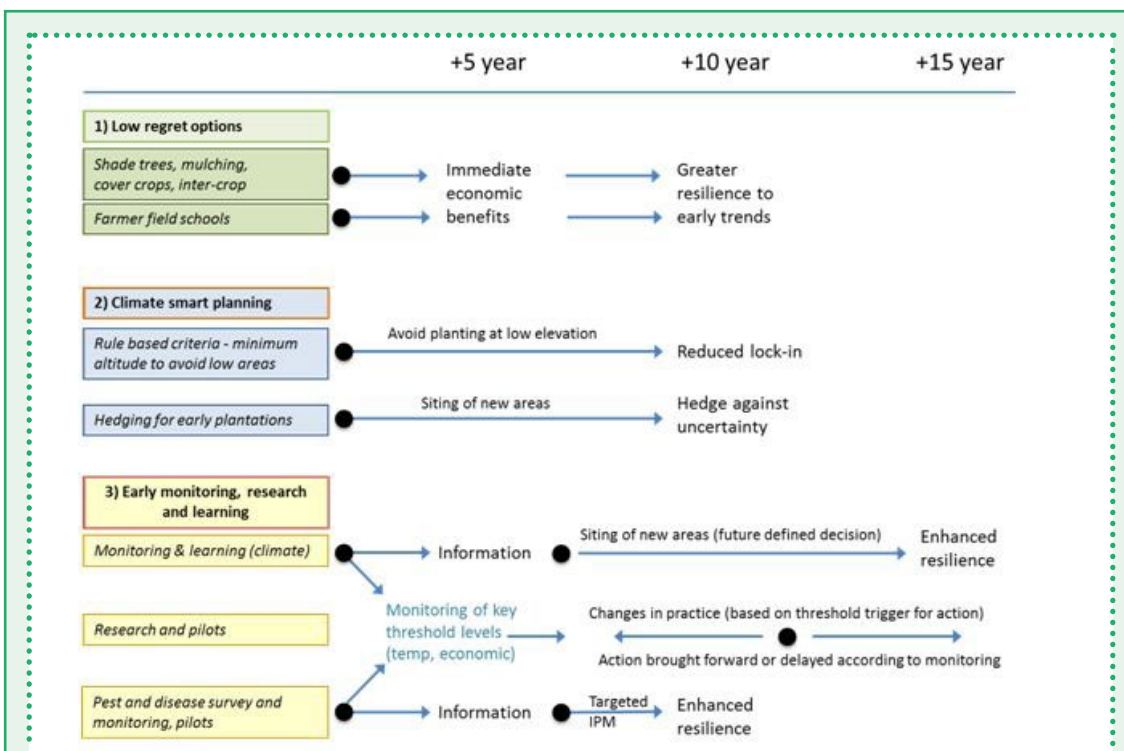 +5 year
+10 year
+15 year
1) Low regret options
Shade trees, mulching,
cover crops, inter-crop
Farmer field schools
Immediate
economic
benefits
Greater
resilience to
early trends
2) Climate smart planning
Rule based criteria - minimum
altitude to avoid low areas
Avoid planting at low elevation
Reduced lock-in
Hedging for early plantations
Siting of new areas
Hedge against
uncertainty
3) Early monitoring, research
and learning
Monitoring & learning (climate)
Information
Siting of new areas (future defined decision)
Enhanced
resilience
Research and pilots
Monitoring of key
threshold levels
(temp, economic)
Changes in practice (based on threshold trigger for action)
Action brought forward or delayed according to monitoring
Pest and disease survey and
monitoring, pilots
Information
Targeted
IPM
Enhanced
resilience